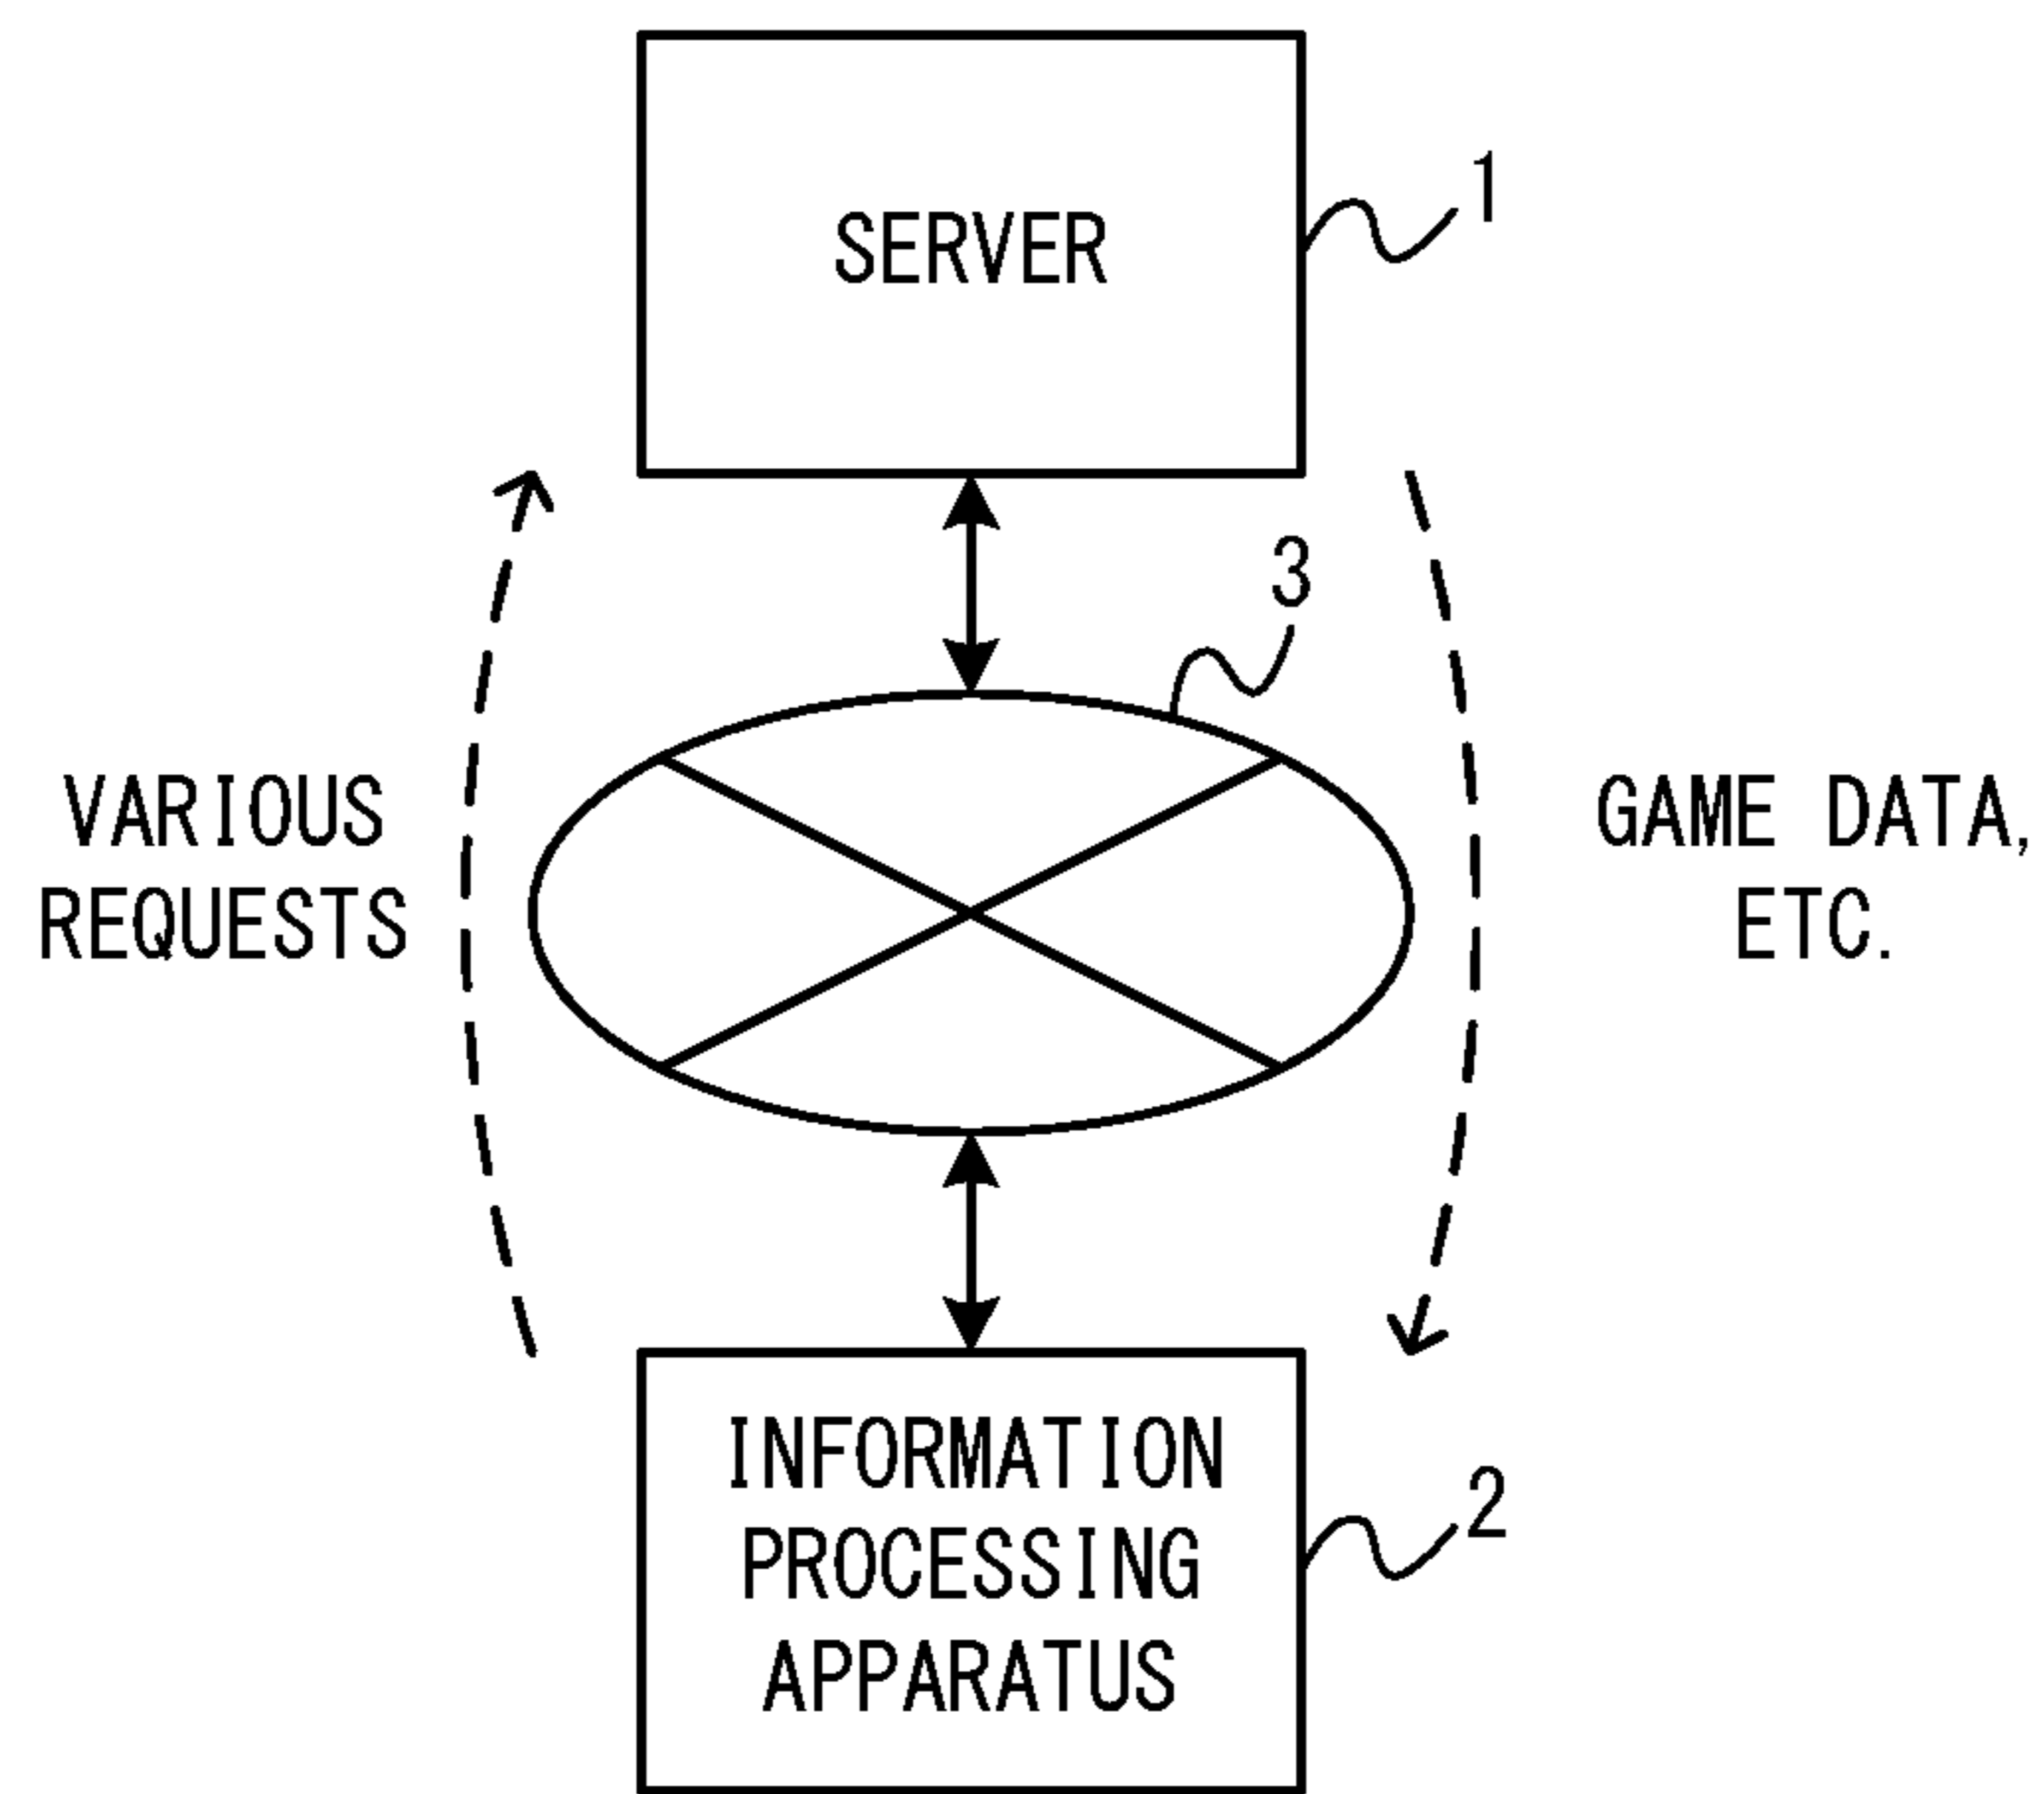 SERVER
1
3
VARIOUS
REQUESTS
GAME DATA,
ETC.
INFORMATION
PROCESSING
APPARATUS
2